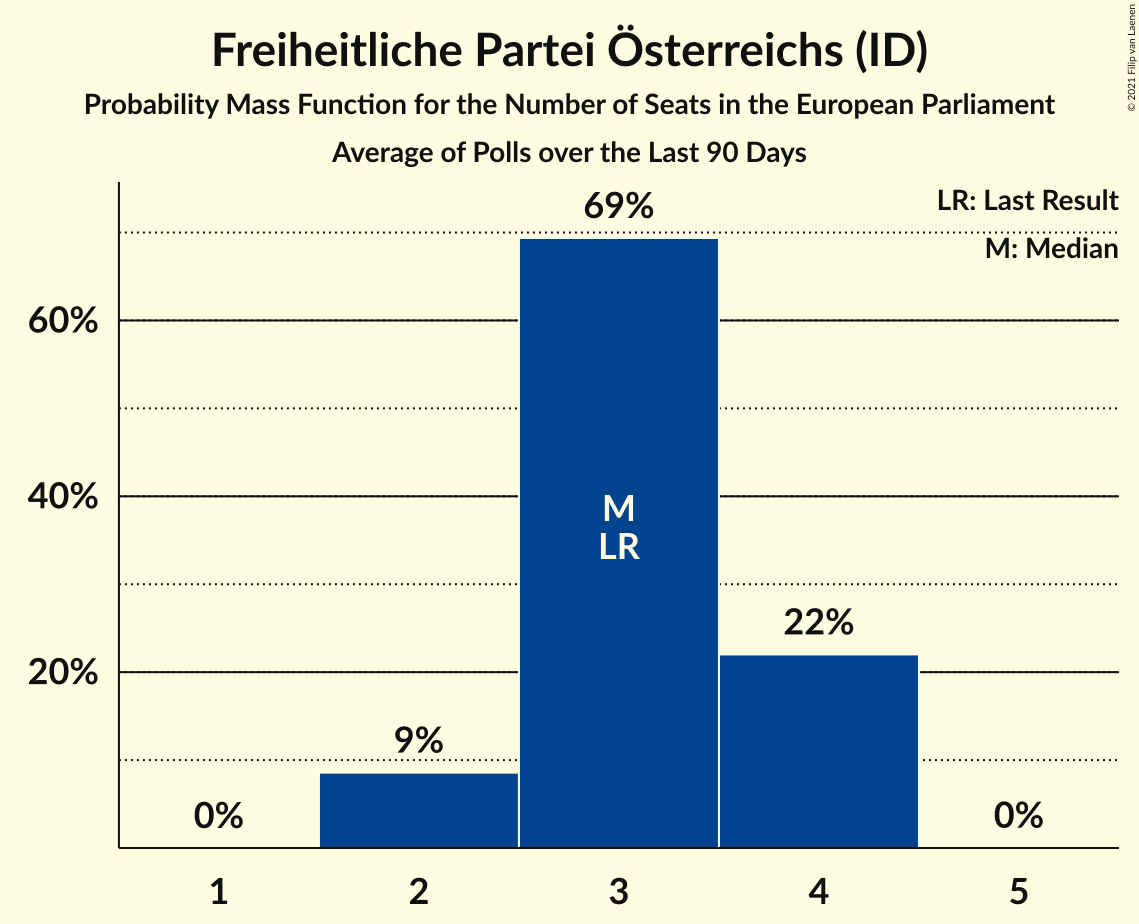 Freiheitliche Partei Österreichs (ID)
Probability Mass Function for the Number of Seats in the European Parliament
Average of Polls over the Last 90 Days
© 2021 Filip van Laenen
LR: Last Result
M: Median
69%
60%
40%
M
LR
22%
20%
9%
0%
0%
1
2
3
4
5